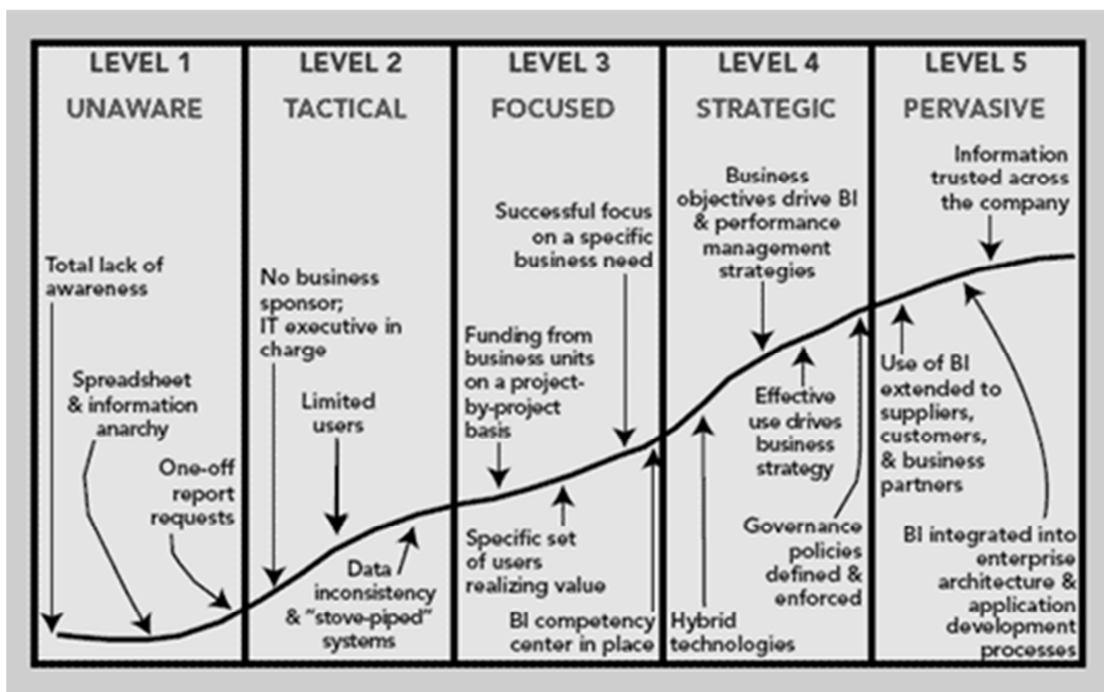 LEVEL 1
UNAWARE
Total lack of
awareness
Spreadsheet
& information
anarchy
One-off
report
requests
LEVEL 2
TACTICAL
No business
sponsor;
IT executive in
charge
Limited
users
Data
inconsistency
& "stove-piped"
systems
LEVEL 3
FOCUSED
Successful focus
on a specific
business need
Funding from
business units
on a project-
by-project
basis
Specific set
of users
realizing value
BI competency
center in place
LEVEL 4
STRATEGIC
Business
objectives drive BI
& performance
management
strategies
Effective
use drives
business
strategy
Governance
policies
defined &
enforced
Hybrid
technologies
LEVEL 5
PERVASIVE
Information
trusted across
the company
Use of BI
extended to
suppliers,
customers,
& business
partners
BI integrated into
enterprise
architecture &
application
development
processes